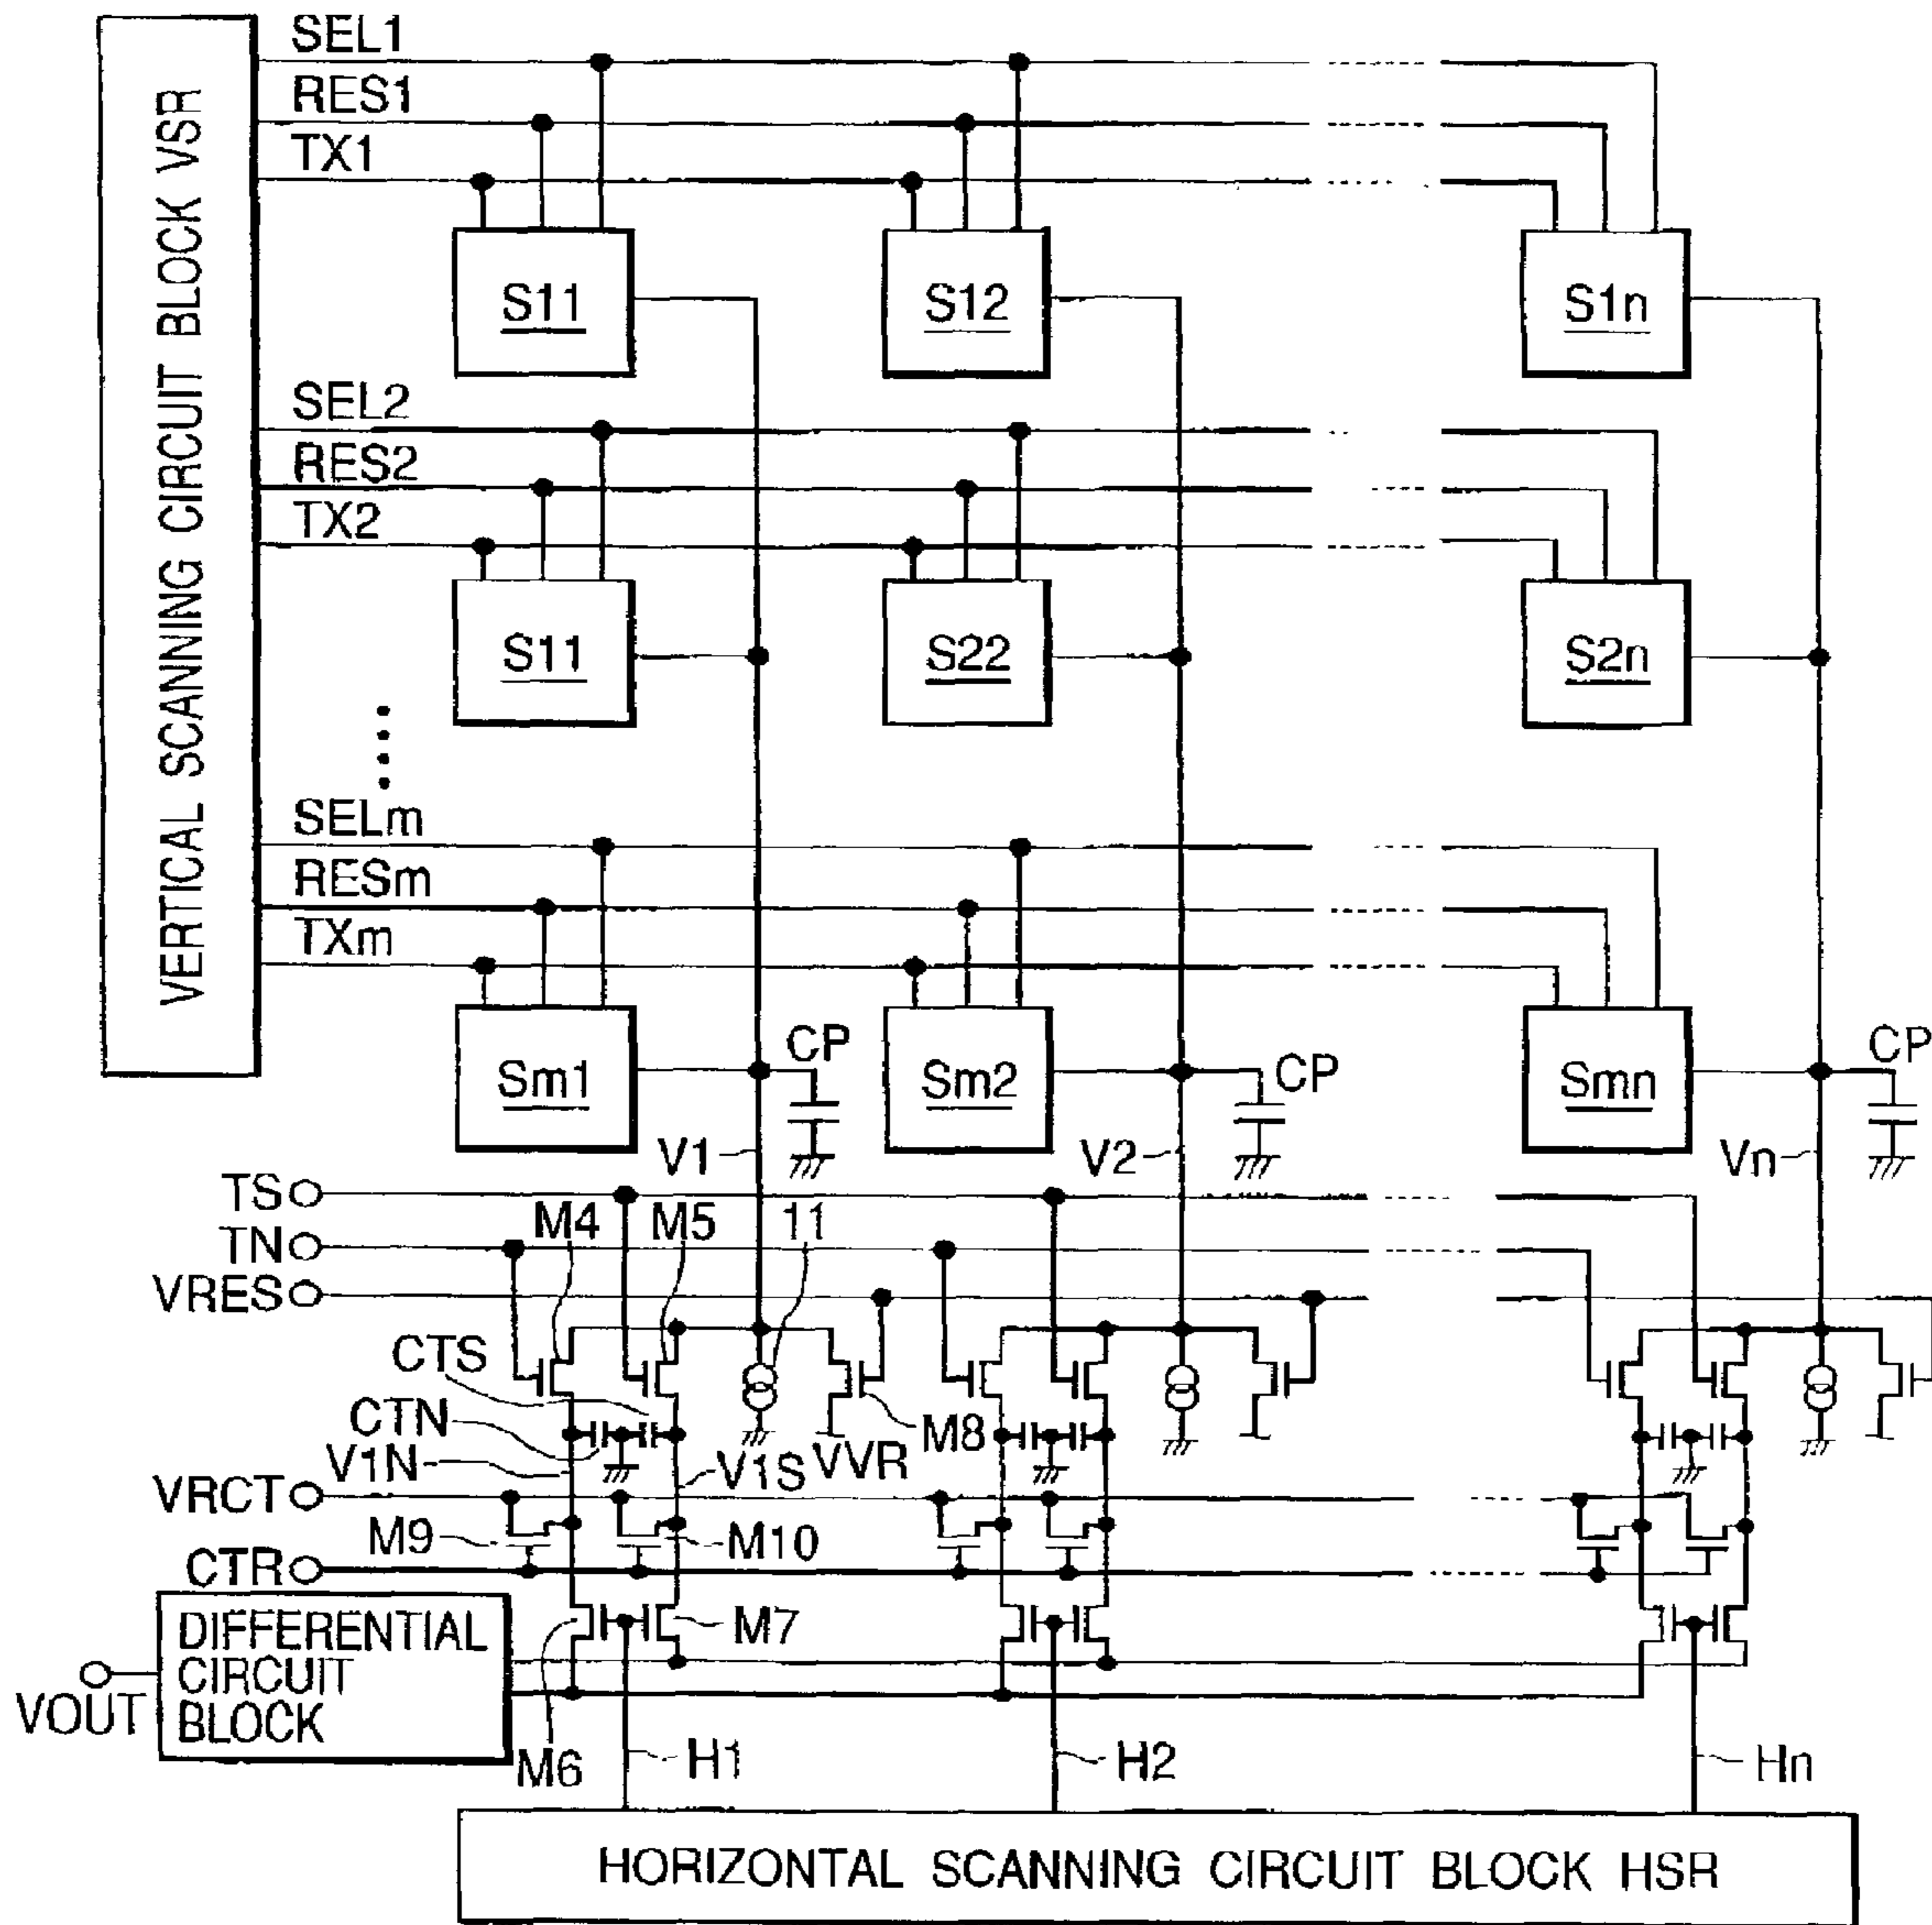 VERTICAL SCANNING CIRCUIT BLOCK VSR
SEL1
RES1
TX1
S11
S12
S1n
SEL2
RES2
TX2
S11
S22
S2n
SELm
RESm
TXm
Sm1
CP
Sm2
CP
Smn
CP
V1
V2
Vn
TS
M4
M5
11
TN
VRES
CTS
CTN
M8
V1N
V1S
VVR
VRCT
M9
M10
CTR
DIFFERENTIAL
CIRCUIT
BLOCK
M7
VOUT
M6
H1
H2
Hn
HORIZONTAL SCANNING CIRCUIT BLOCK HSR